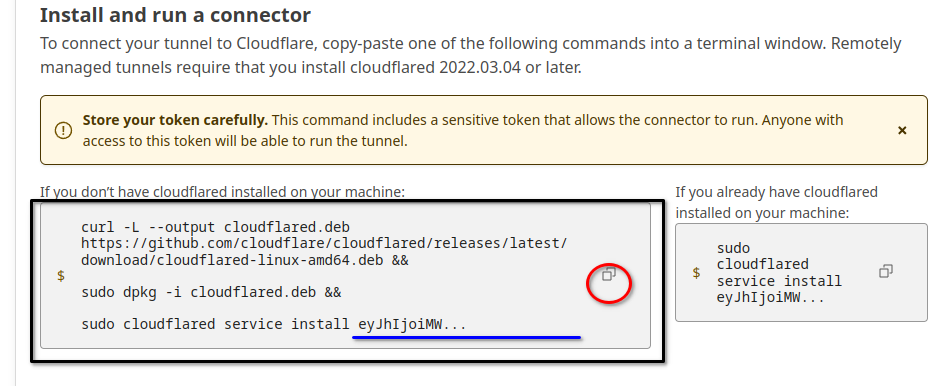 Install and run a connector
To connect your tunnel to Cloudflare, copy-paste one of the following commands into a terminal window. Remotely
managed tunnels require that you install cloudflared 2022.03.04 or later.
Store your token carefully. This command includes a sensitive token that allows the connector to run. Anyone with
access to this token will be able to run the tunnel.
If you don’t have cloudflared installed on your machine:
$
curl -L --output cloudflared.deb
https://github.com/cloudflare/cloudflared/releases/latest/
download/cloudflared-linux-amd64.deb &&
sudo dpkg -i cloudflared.deb &&
sudo cloudflared service install eyJhIjoiMW...
If you already have cloudflared
installed on your machine:
$
sudo
cloudflared
service install
eyJhIjoiMW...